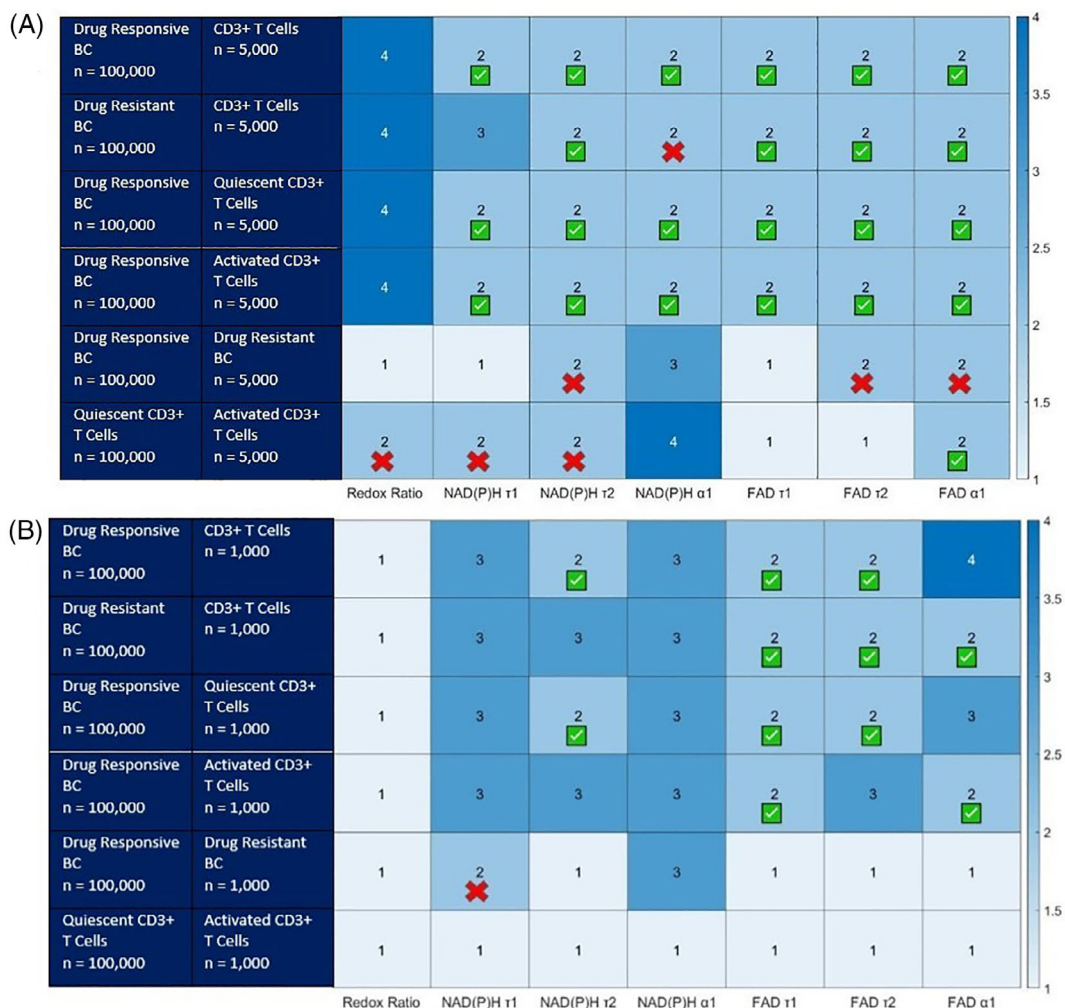 (A)
Drug Responsive BC n = 100,000
CD3+ T Cells n = 5,000
4 2 2 2 2 2 2
Drug Resistant BC n = 100,000
CD3+ T Cells n = 5,000
4 3 2 2 2 2 2
Drug Responsive BC n = 100,000
Quiescent CD3+ T Cells n = 5,000
4 2 2 2 2 2 2
Drug Responsive BC n = 100,000
Activated CD3+ T Cells n = 5,000
4 2 2 2 2 2 2
Drug Responsive BC n = 100,000
Drug Resistant BC n = 5,000
1 1 2 3 1 2 2
Quiescent CD3+ T Cells n = 100,000
Activated CD3+ T Cells n = 5,000
2 2 2 4 1 1 2
Redox Ratio NAD(P)H τ1 NAD(P)H τ2 NAD(P)H α1 FAD τ1 FAD τ2 FAD α1
4
3.5
3
2.5
2
1.5
1
(B)
Drug Responsive BC n = 100,000
CD3+ T Cells n = 1,000
1 3 2 3 2 2 4
Drug Resistant BC n = 100,000
CD3+ T Cells n = 1,000
1 3 3 3 2 2 2
Drug Responsive BC n = 100,000
Quiescent CD3+ T Cells n = 1,000
1 3 2 3 2 2 3
Drug Responsive BC n = 100,000
Activated CD3+ T Cells n = 1,000
1 3 3 3 2 3 2
Drug Responsive BC n = 100,000
Drug Resistant BC n = 1,000
1 2 1 3 1 1 1
Quiescent CD3+ T Cells n = 100,000
Activated CD3+ T Cells n = 1,000
1 1 1 1 1 1 1
Redox Ratio NAD(P)H τ1 NAD(P)H τ2 NAD(P)H α1 FAD τ1 FAD τ2 FAD α1
4
3.5
3
2.5
2
1.5
1